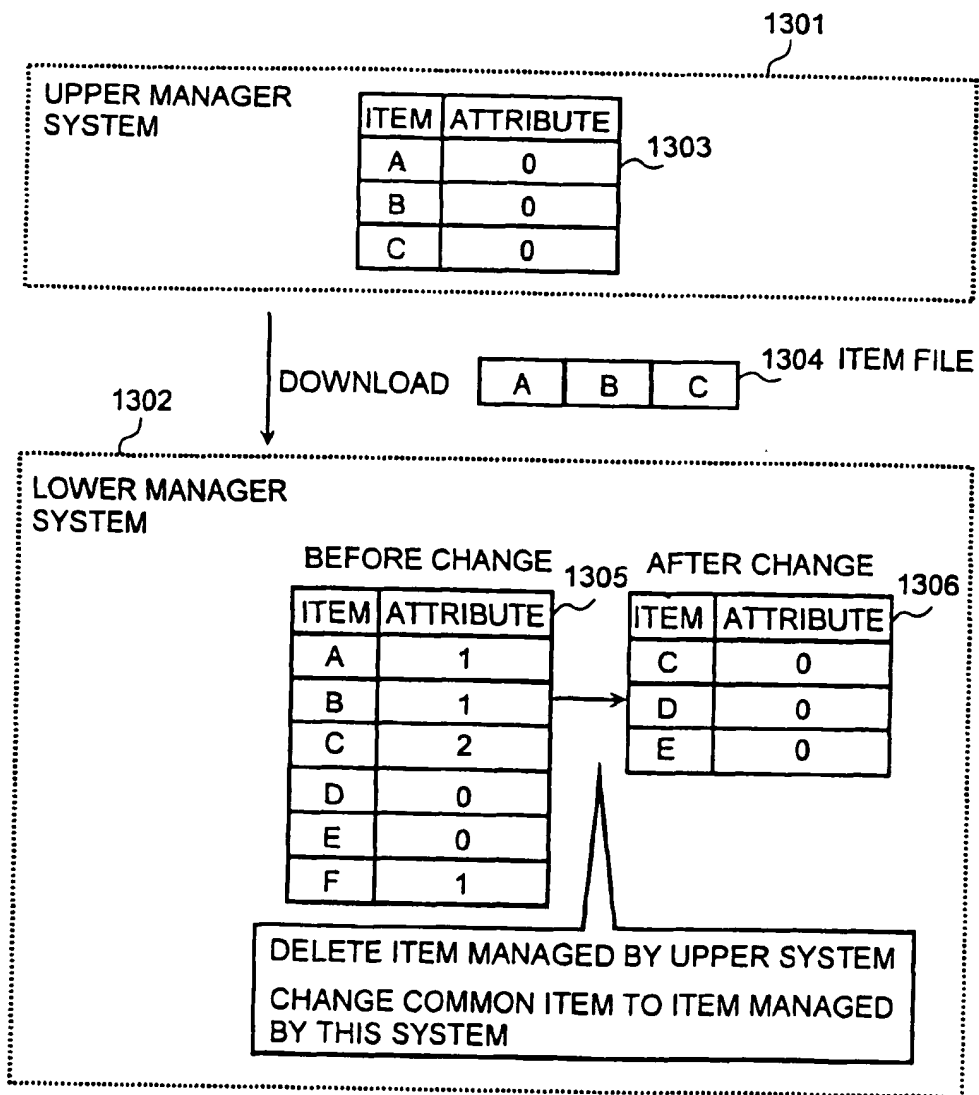 1301
UPPER MANAGER
SYSTEM
ITEM ATTRIBUTE
1303
A 0
B 0
C 0
DOWNLOAD A B C 1304 ITEM FILE
1302
LOWER MANAGER
SYSTEM
BEFORE CHANGE
1305
ITEM ATTRIBUTE
A 1
B 1
C 2
D 0
E 0
F 1
AFTER CHANGE
1306
ITEM ATTRIBUTE
C 0
D 0
E 0
DELETE ITEM MANAGED BY UPPER SYSTEM
CHANGE COMMON ITEM TO ITEM MANAGED
BY THIS SYSTEM